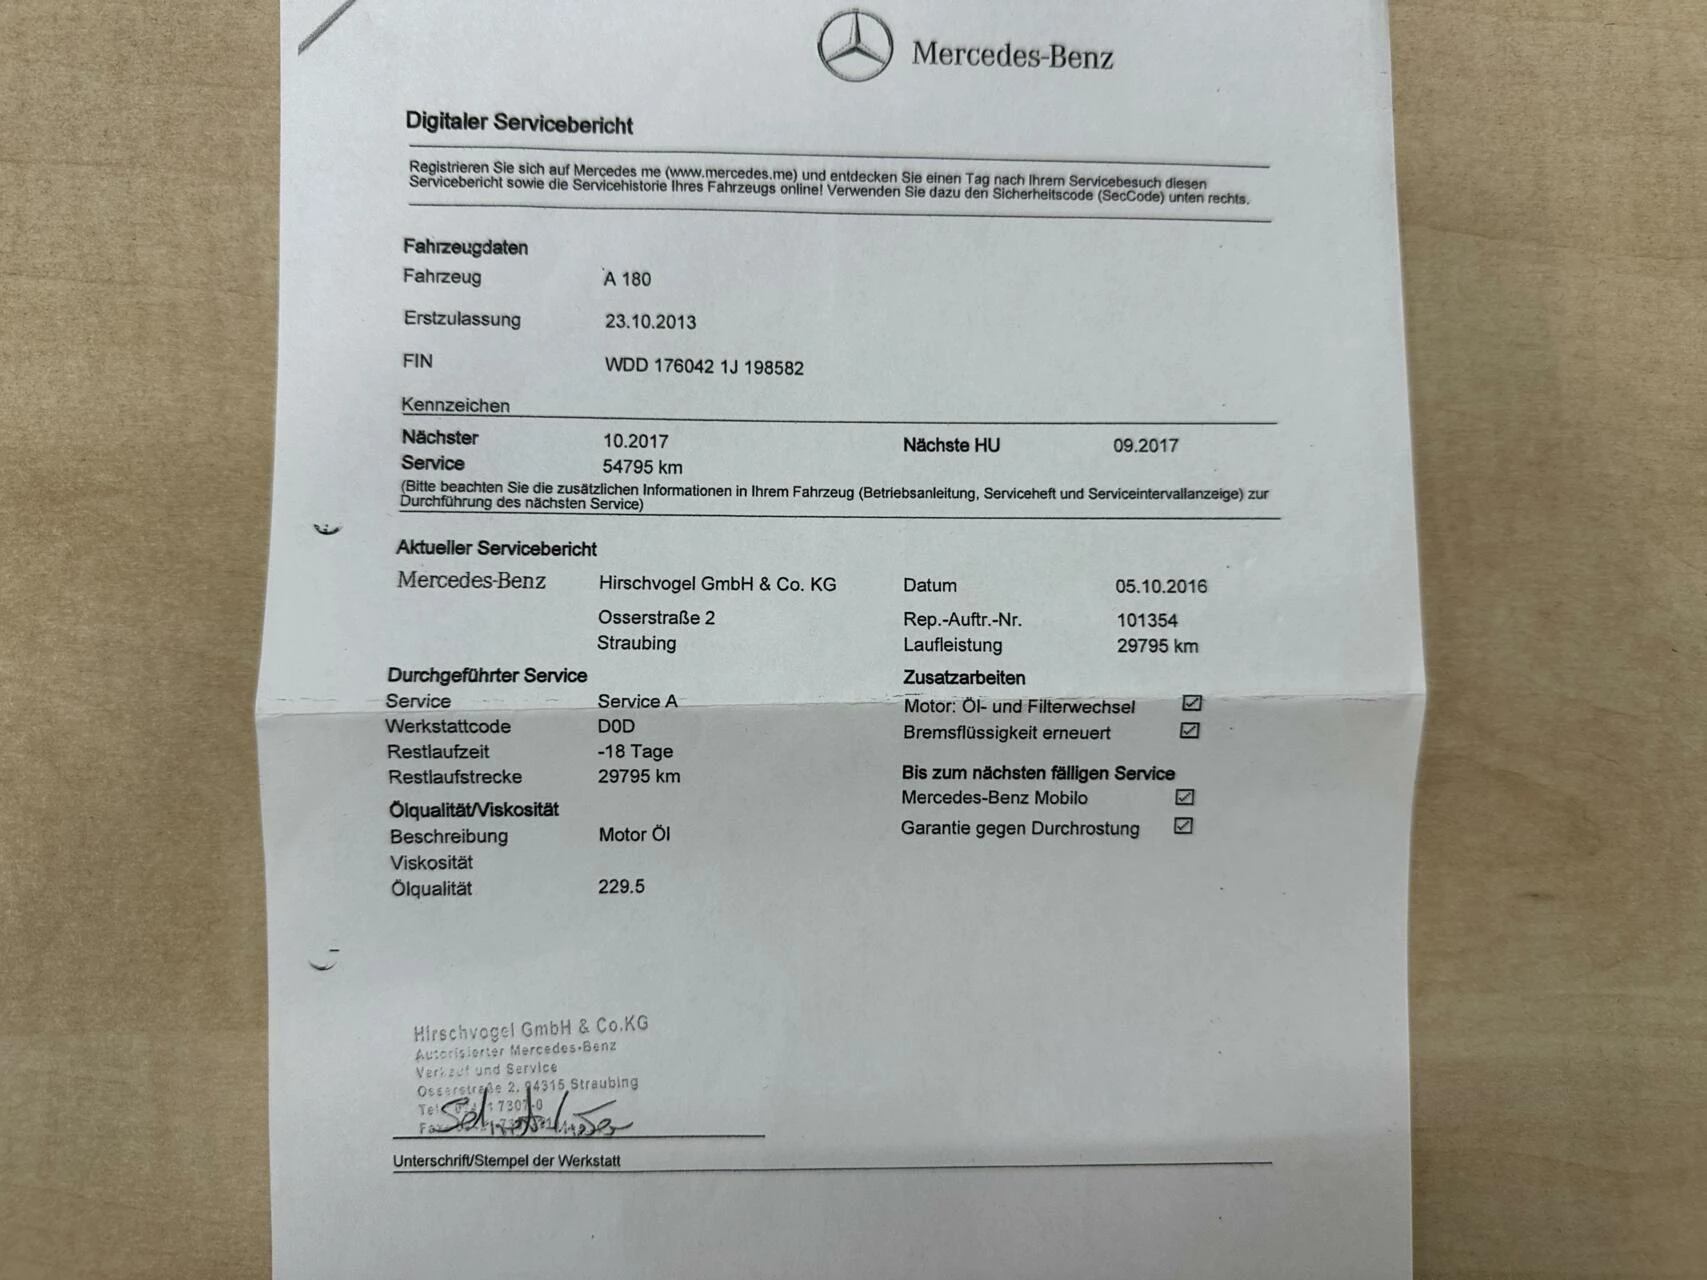 Mercedes-Benz
Digitaler Servicebericht
Registrieren Sie sich auf Mercedes me (www.mercedes.me) und entdecken Sie einen Tag nach Ihrem Servicebesuch diesen
Servicebericht sowie die Servicehistorie Ihres Fahrzeugs online! Verwenden Sie dazu den Sicherheitscode (SecCode) unten rechts.
Fahrzeugdaten
Fahrzeug A 180
Erstzulassung 23.10.2013
FIN WDD 176042 1J 198582
Kennzeichen
Nächster 10.2017 Nächste HU 09.2017
Service 54795 km
(Bitte beachten Sie die zusätzlichen Informationen in Ihrem Fahrzeug (Betriebsanleitung, Serviceheft und Serviceintervallanzeige) zur
Durchführung des nächsten Service)
Aktueller Servicebericht
Mercedes-Benz Hirschvogel GmbH & Co. KG Datum 05.10.2016
Osserstraße 2 Rep.-Auftr.-Nr. 101354
Straubing Laufleistung 29795 km
Durchgeführter Service Zusatzarbeiten
Service Service A Motor: Öl- und Filterwechsel
Werkstattcode D0D Bremsflüssigkeit erneuert
Restlaufzeit -18 Tage
Restlaufstrecke 29795 km Bis zum nächsten fälligen Service
Mercedes-Benz Mobilo
Ölqualität/Viskosität
Beschreibung Motor Öl Garantie gegen Durchrostung
Viskosität
Ölqualität 229.5
Hirschvogel GmbH & Co.KG
Autorisierter Mercedes-Benz
Verkauf und Service
Osserstraße 2, 94315 Straubing
Tel. 7307-0
Fax
Unterschrift/Stempel der Werkstatt